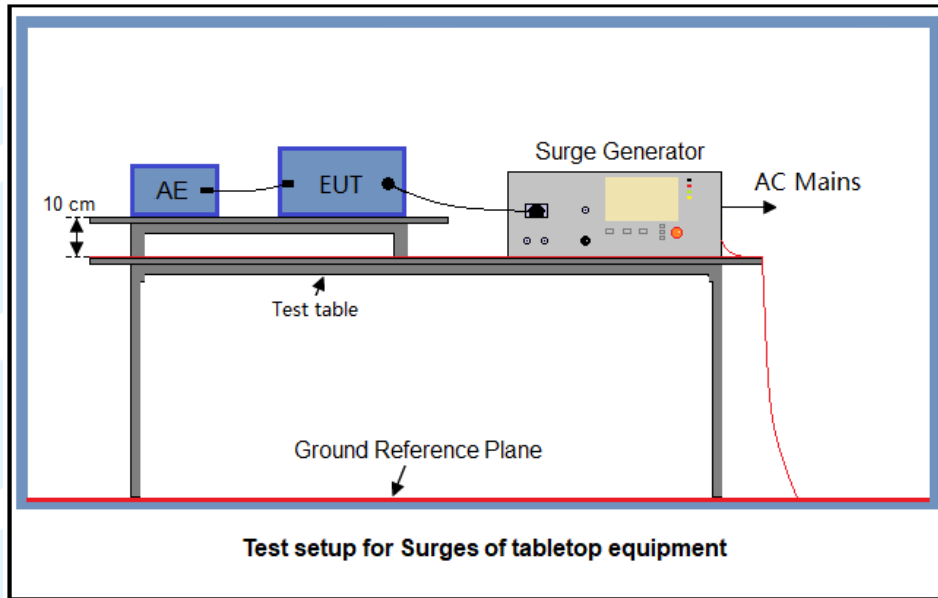 Surge Generator
AC Mains
AE
EUT
10 cm
Test table
Ground Reference Plane
Test setup for Surges of tabletop equipment